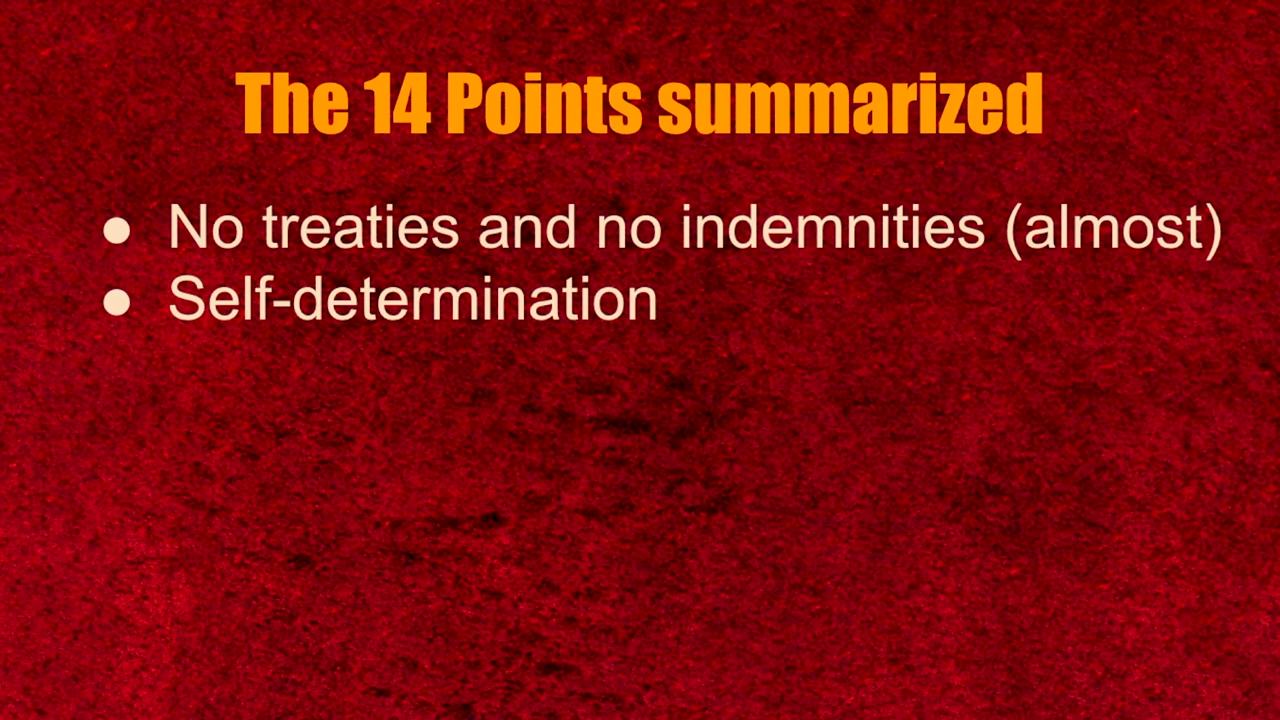 The 14 Points summarized
● No treaties and no indemnities (almost)
● Self-determination